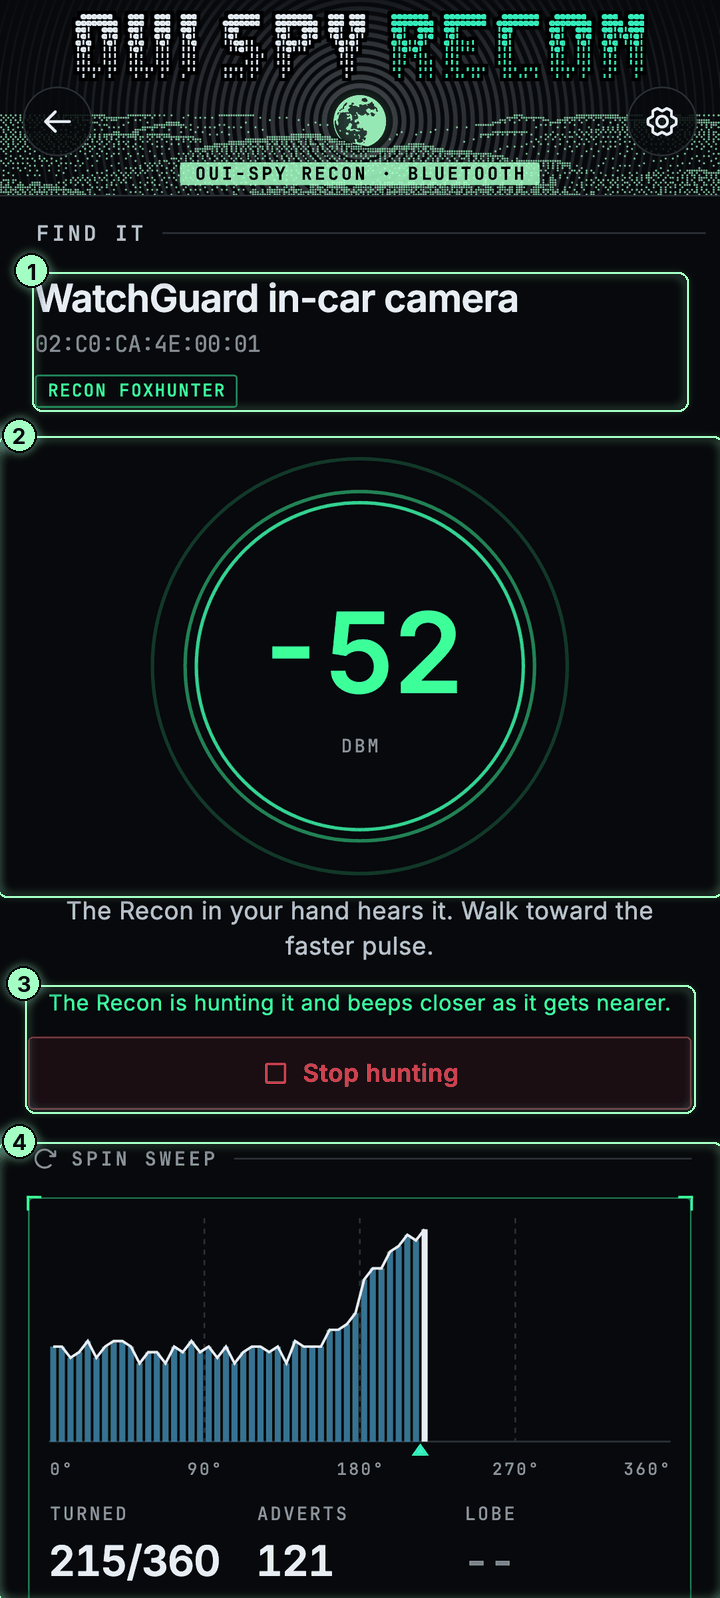 OUI SPY RECON
OUI-SPY RECON · BLUETOOTH
FIND IT
1
WatchGuard in-car camera
02:C0:CA:4E:00:01
RECON FOXHUNTER
2
-52
DBM
The Recon in your hand hears it. Walk toward the
faster pulse.
3
The Recon is hunting it and beeps closer as it gets nearer.
Stop hunting
4
SPIN SWEEP
0° 90° 180° 270° 360°
TURNED ADVERTS LOBE
215/360 121 --